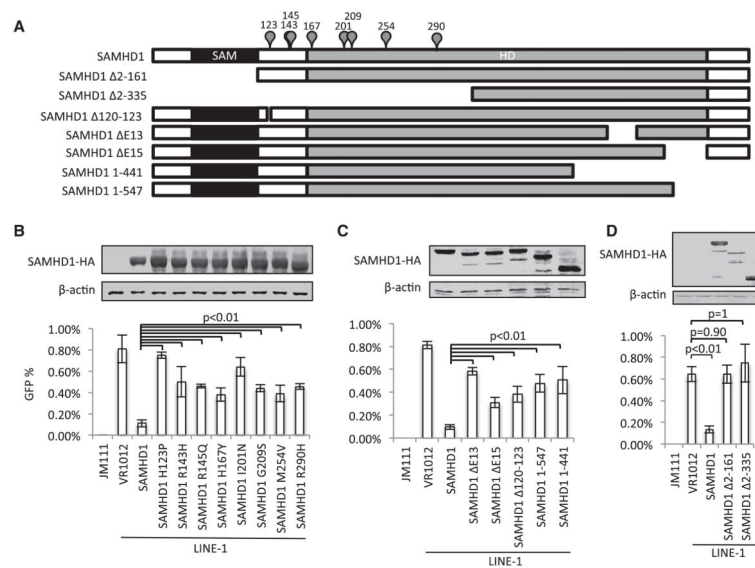 A
145
209
123
143
167
201
254
290
SAMHD1
SAM
HD
SAMHD1 Δ2-161
SAMHD1 Δ2-335
SAMHD1 Δ120-123
SAMHD1 ΔE13
SAMHD1 ΔE15
SAMHD1 1-441
SAMHD1 1-547
B
SAMHD1-HA
β-actin
p<0.01
GFP %
1.00%
0.80%
0.60%
0.40%
0.20%
0.00%
JM111
VR1012
SAMHD1
SAMHD1 H123P
SAMHD1 R143H
SAMHD1 R145Q
SAMHD1 H167Y
SAMHD1 I201N
SAMHD1 G209S
SAMHD1 M254V
SAMHD1 R290H
LINE-1
C
SAMHD1-HA
β-actin
p<0.01
1.00%
0.80%
0.60%
0.40%
0.20%
0.00%
JM111
VR1012
SAMHD1
SAMHD1 ΔE13
SAMHD1 ΔE15
SAMHD1 Δ120-123
SAMHD1 1-547
SAMHD1 1-441
LINE-1
D
SAMHD1-HA
β-actin
p=1
p=0.90
p<0.01
1.00%
0.80%
0.60%
0.40%
0.20%
0.00%
JM111
VR1012
SAMHD1
SAMHD1 Δ2-161
SAMHD1 Δ2-335
LINE-1